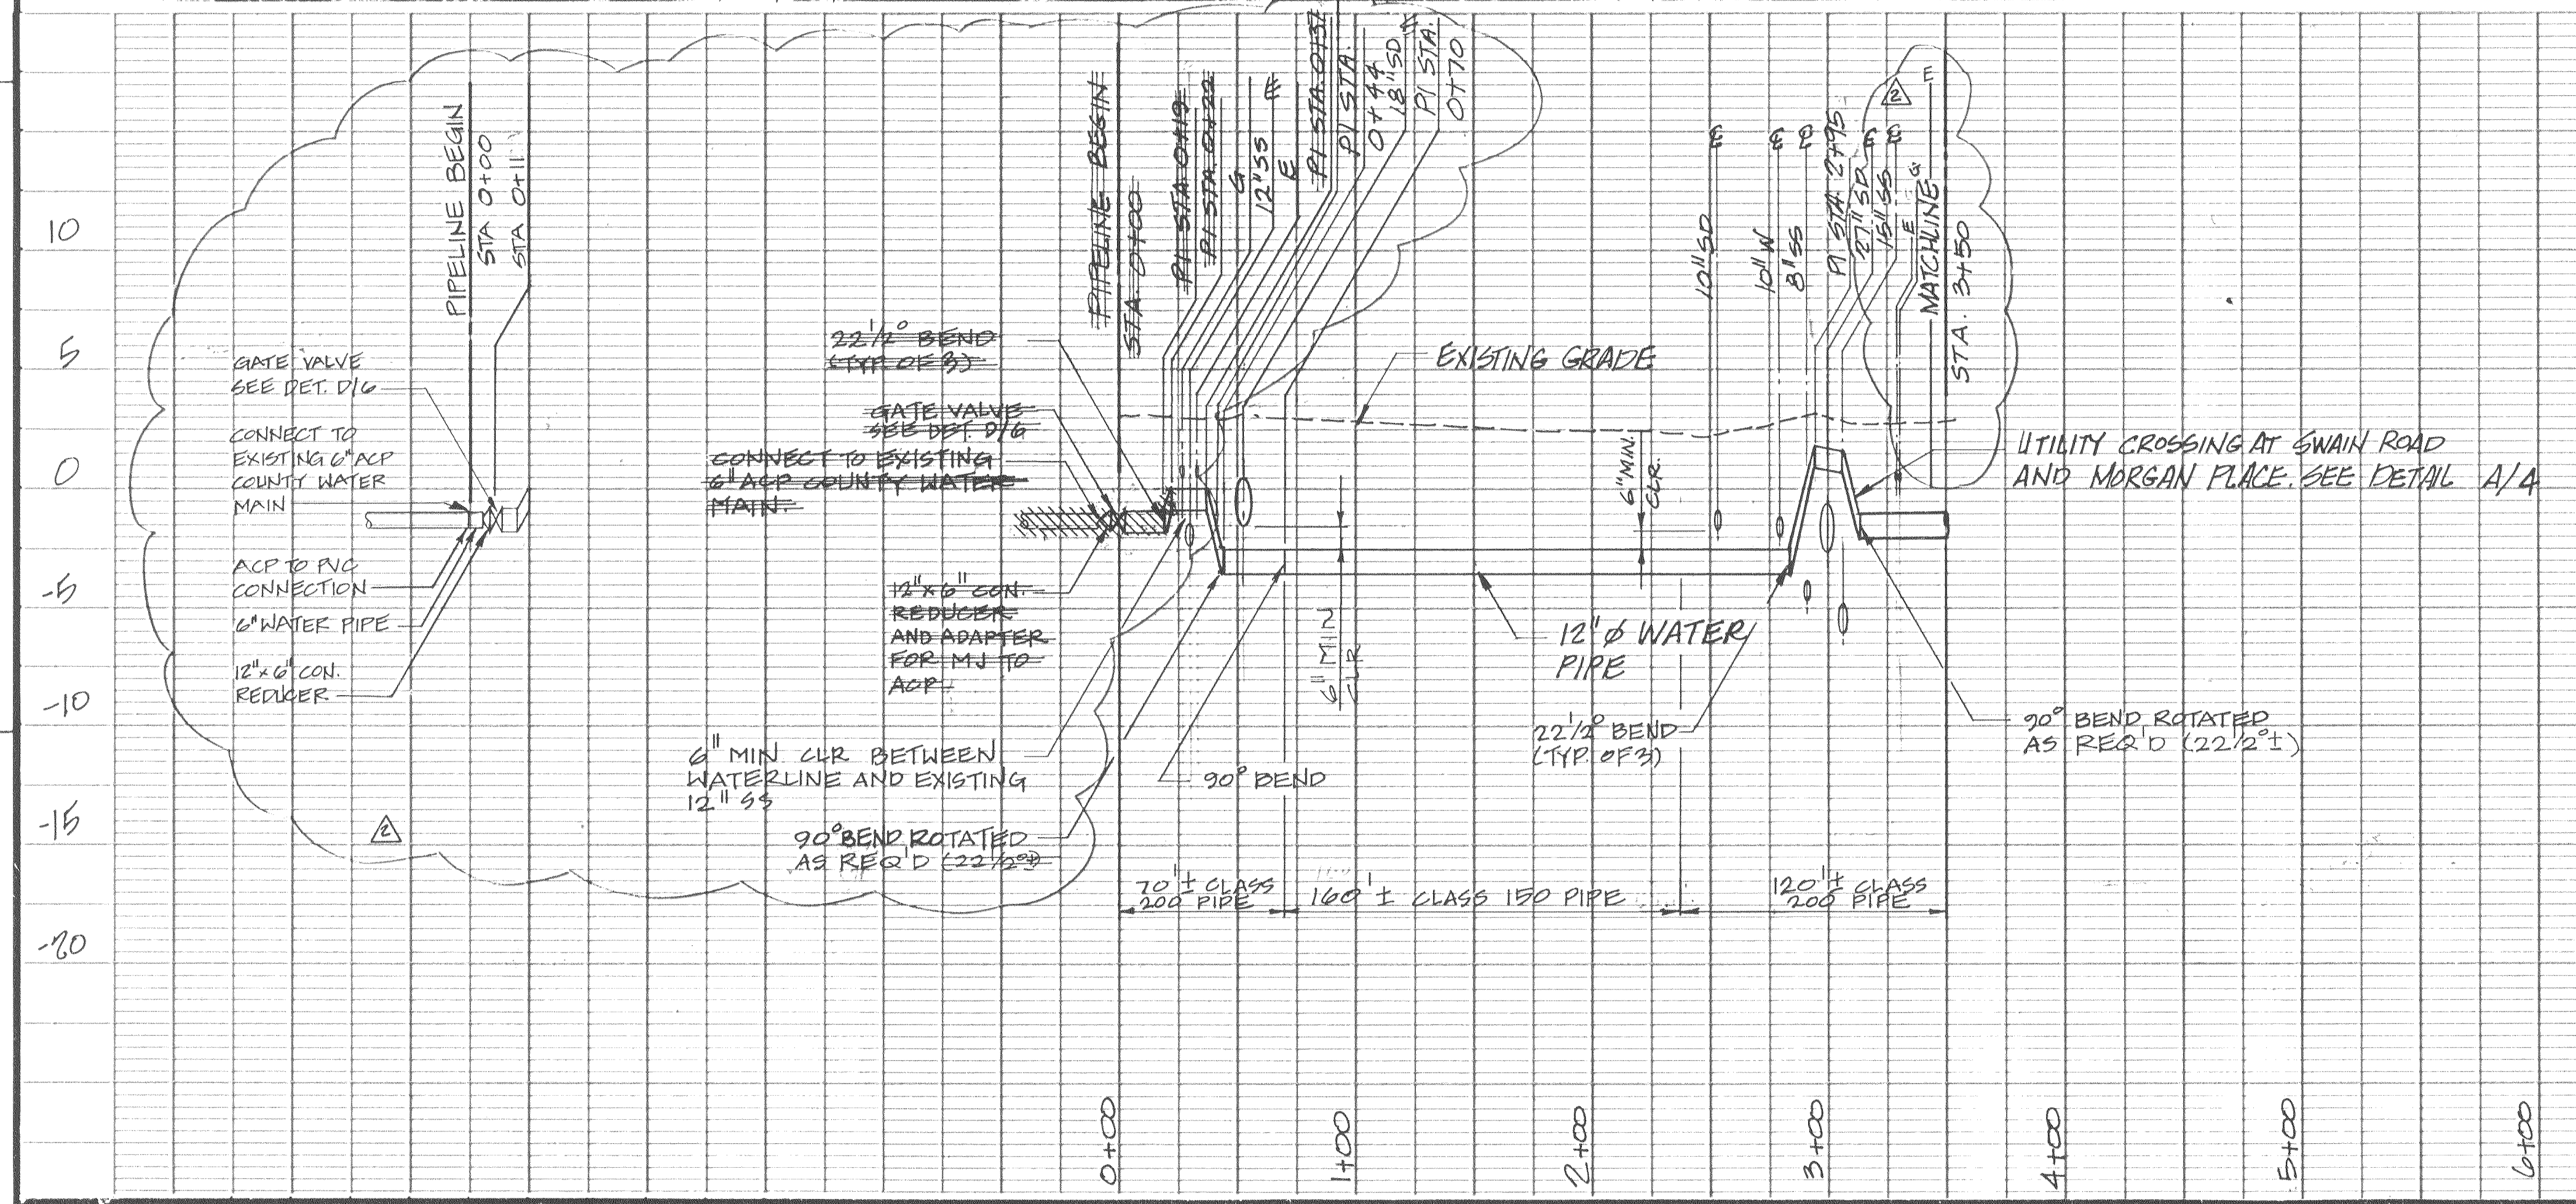 10
5
0
-5
-10
-15
-20
PIPELINE BEGIN
STA 0+00
STA 0+11
GATE VALVE
SEE DET. D/6
CONNECT TO
EXISTING 6" ACP
COUNTY WATER
MAIN
ACP TO PVC
CONNECTION
6" WATER PIPE
12"x6" CON.
REDUCER
2
PIPELINE BEGIN
STA. 0+00
PI STA. 0+19
PI STA. 0+22
G
12"SS
E
PI STA.
0+44
18"SD
PI STA.
0+70
22 1/2° BEND
(TYP. OF 3)
GATE VALVE
SEE DET. D/6
CONNECT TO EXISTING
6" ACP COUNTY WATER
MAIN.
12"x6" CON.
REDUCER
AND ADAPTER
FOR MJ TO
ACP
6" MIN CLR BETWEEN
WATERLINE AND EXISTING
12" SS
90° BEND ROTATED
AS REQ'D (22 1/2°±)
90° BEND
6" MIN
CLR
EXISTING GRADE
6" MIN.
CLR.
12" Ø WATER
PIPE
22 1/2° BEND
(TYP. OF 3)
10" SD
10" W
8" SS
PI STA. 2+95
27" SD
15" SS
E
G
MATCHLINE
STA. 3+50
2
E
UTILITY CROSSING AT SWAIN ROAD
AND MORGAN PLACE. SEE DETAIL A/4
90° BEND ROTATED
AS REQ'D (22 1/2°±)
70'± CLASS
200 PIPE
160'± CLASS 150 PIPE
120'± CLASS
200 PIPE
0+00
1+00
2+00
3+00
4+00
5+00
6+00